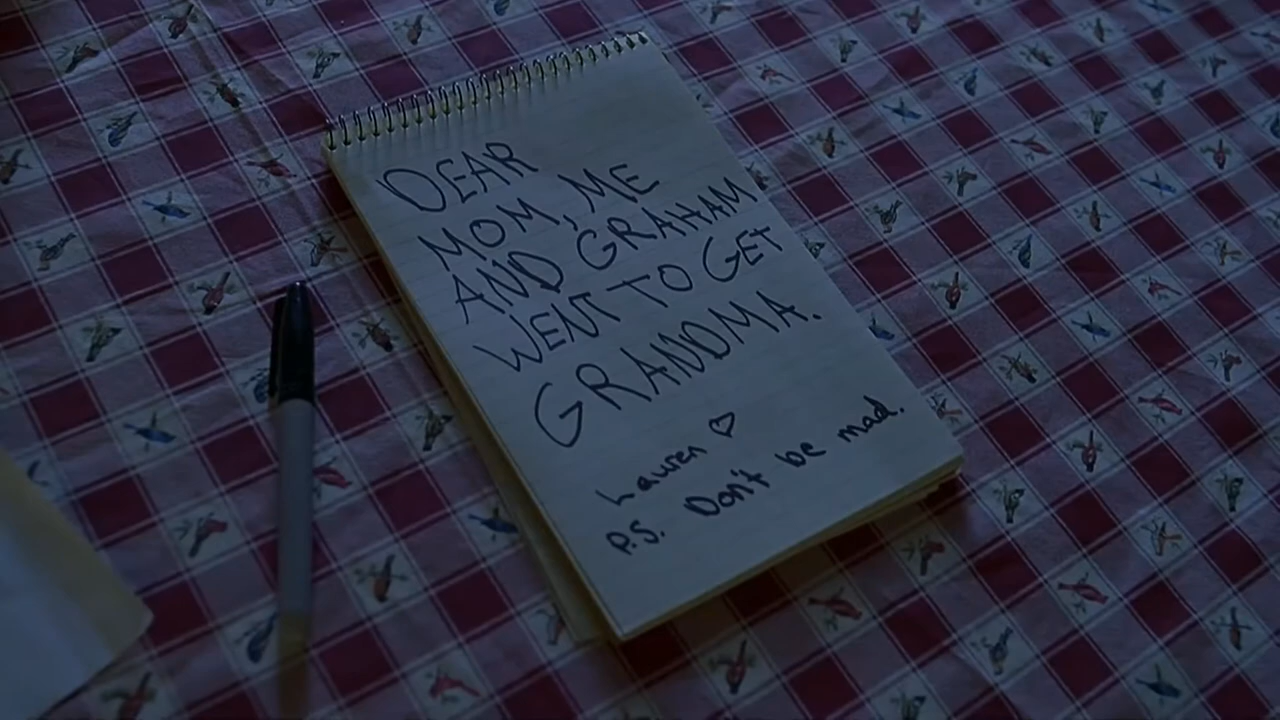 DEAR
MOM, ME
AND GRAHAM
WENT TO GET
GRANDMA.
Lauren ♡
P.S. Don't be mad.